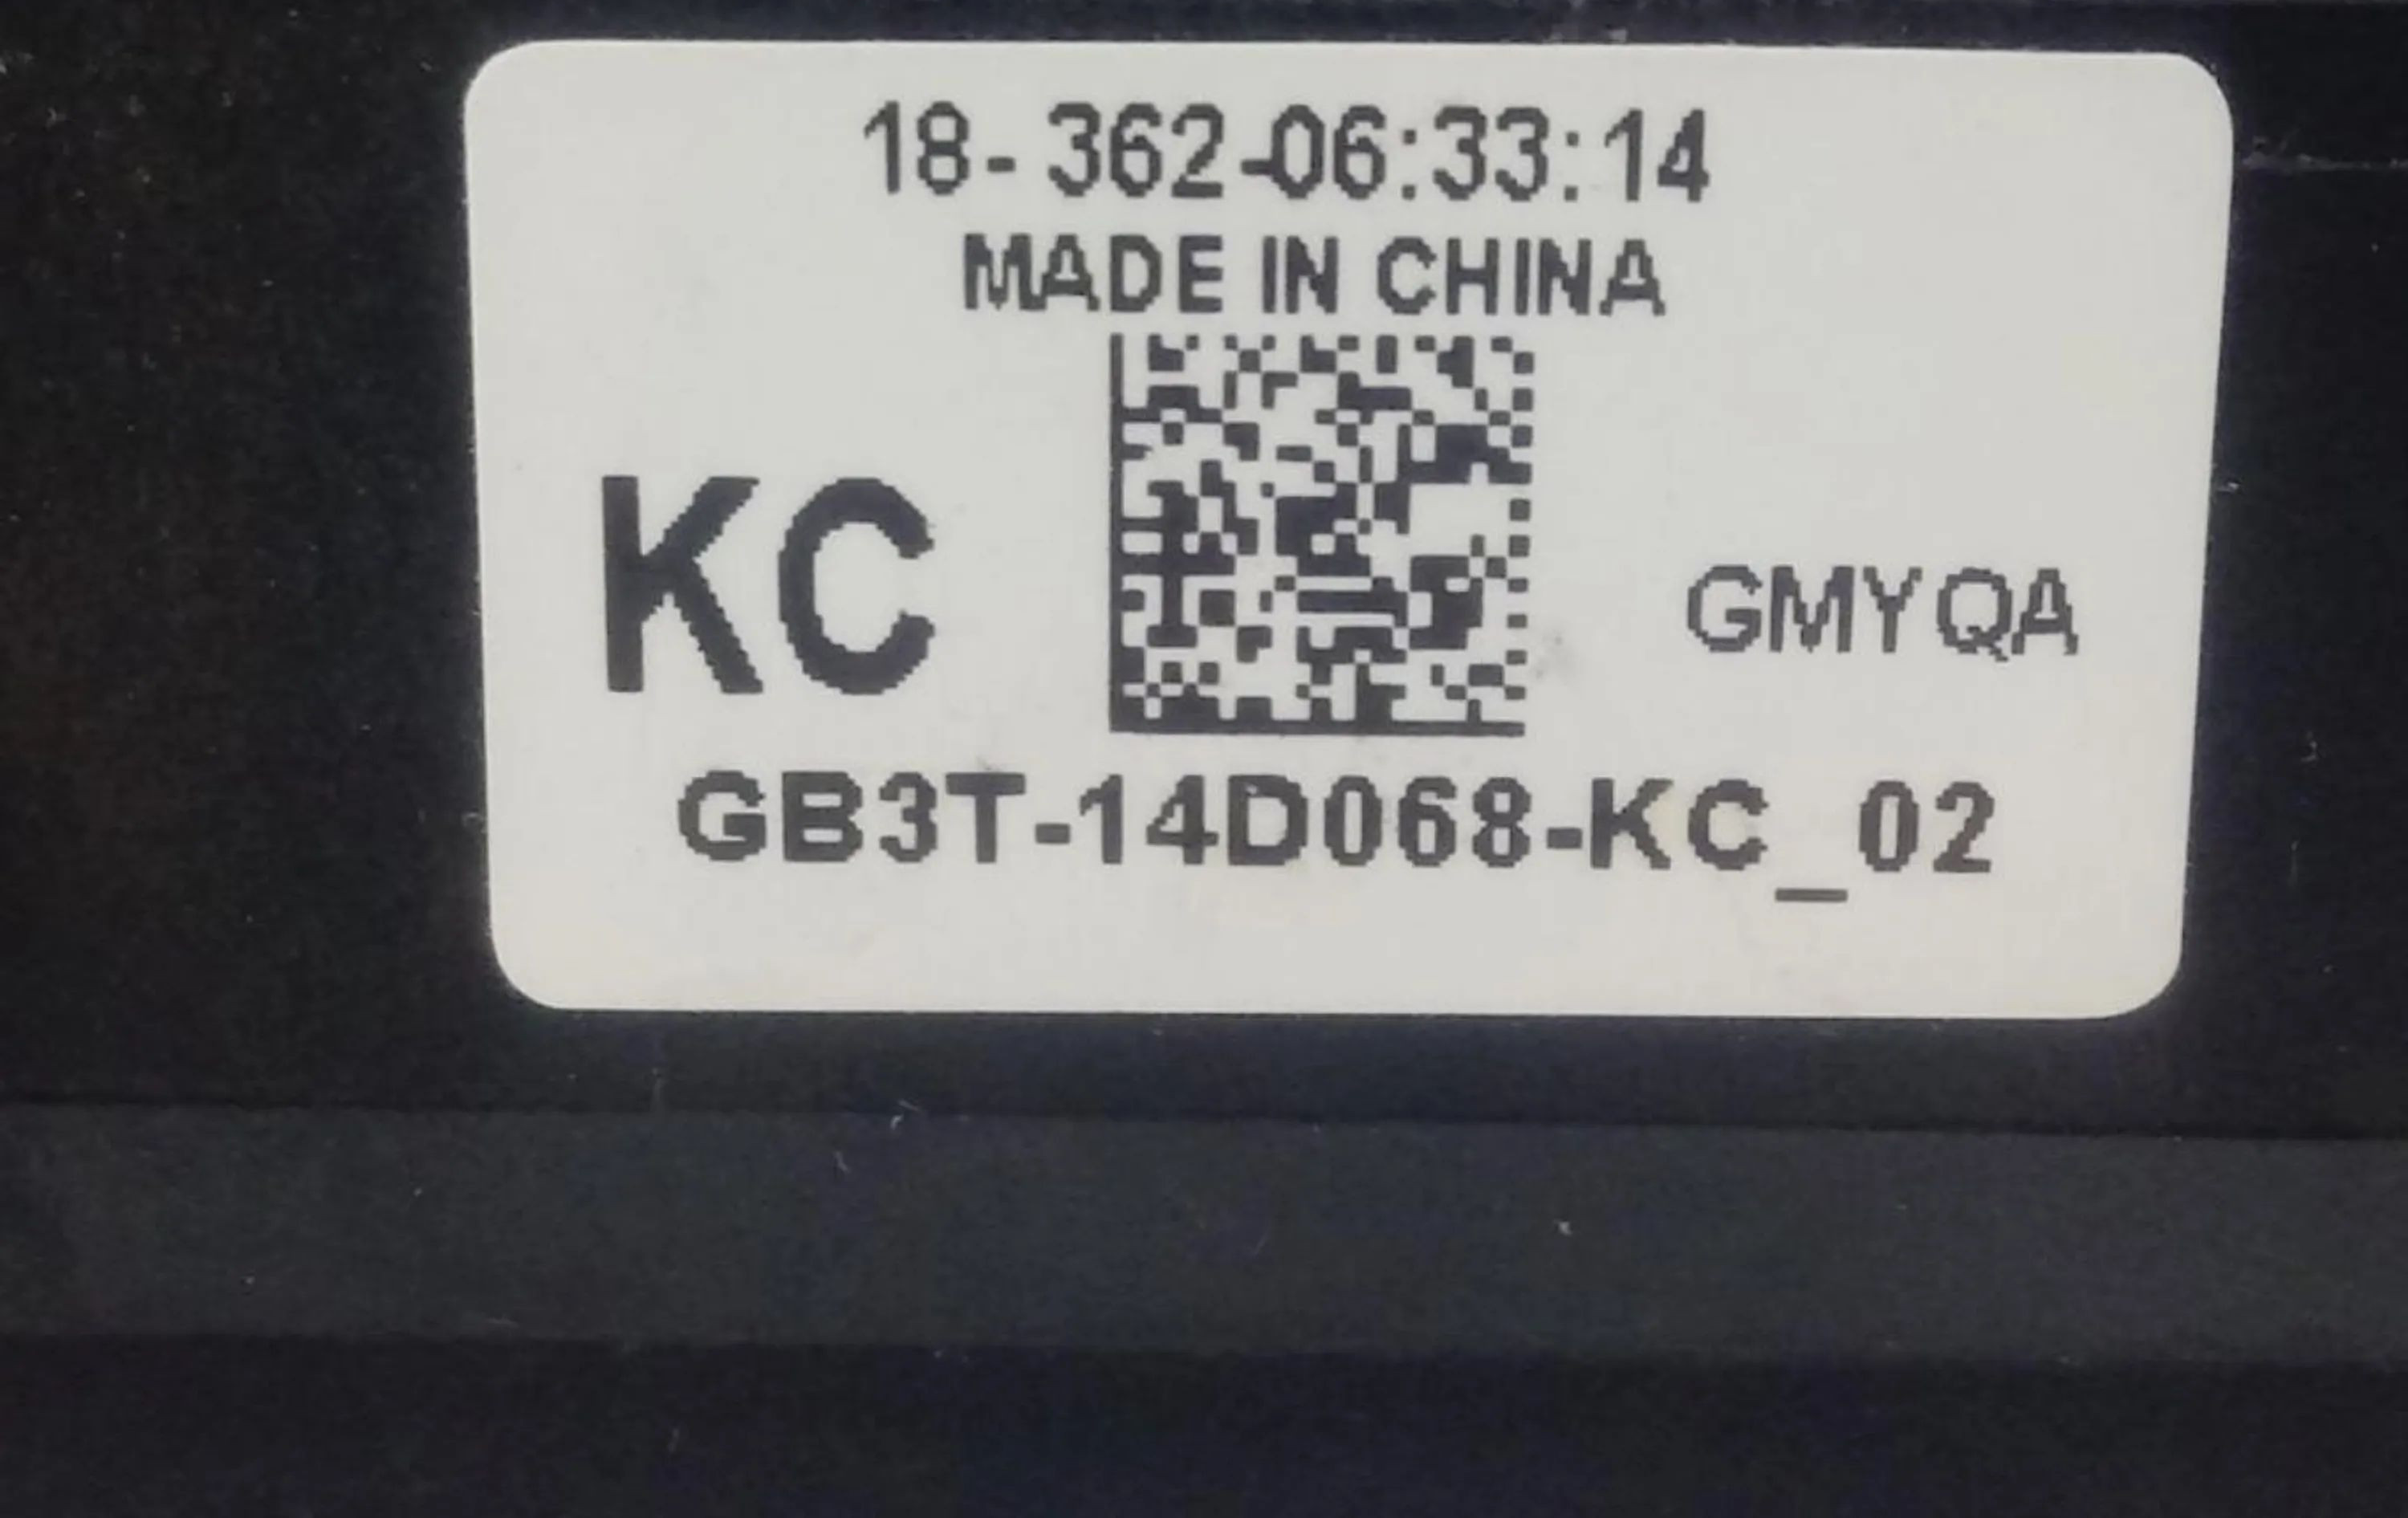 18-362-06:33:14
MADE IN CHINA
KC
GMYQA
GB3T-14D068-KC_02